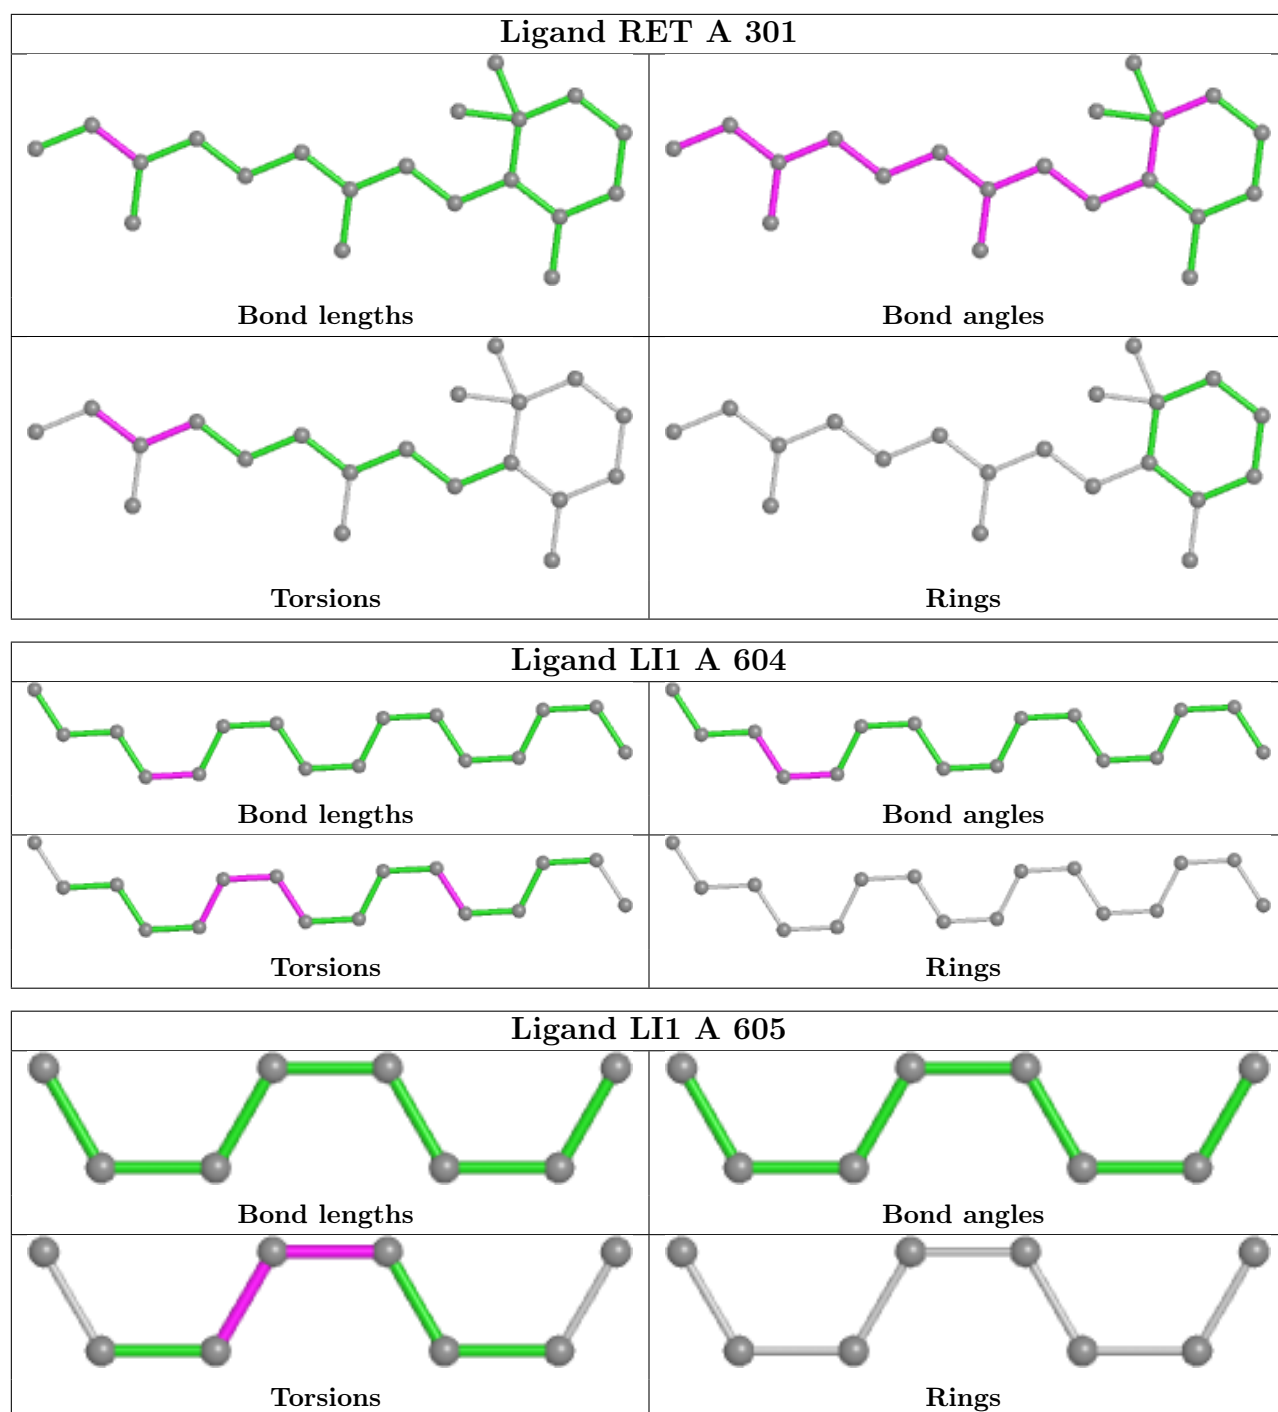 Ligand RET A 301
Bond lengths
Bond angles
Torsions
Rings
Ligand LI1 A 604
Bond lengths
Bond angles
Torsions
Rings
Ligand LI1 A 605
Bond lengths
Bond angles
Torsions
Rings